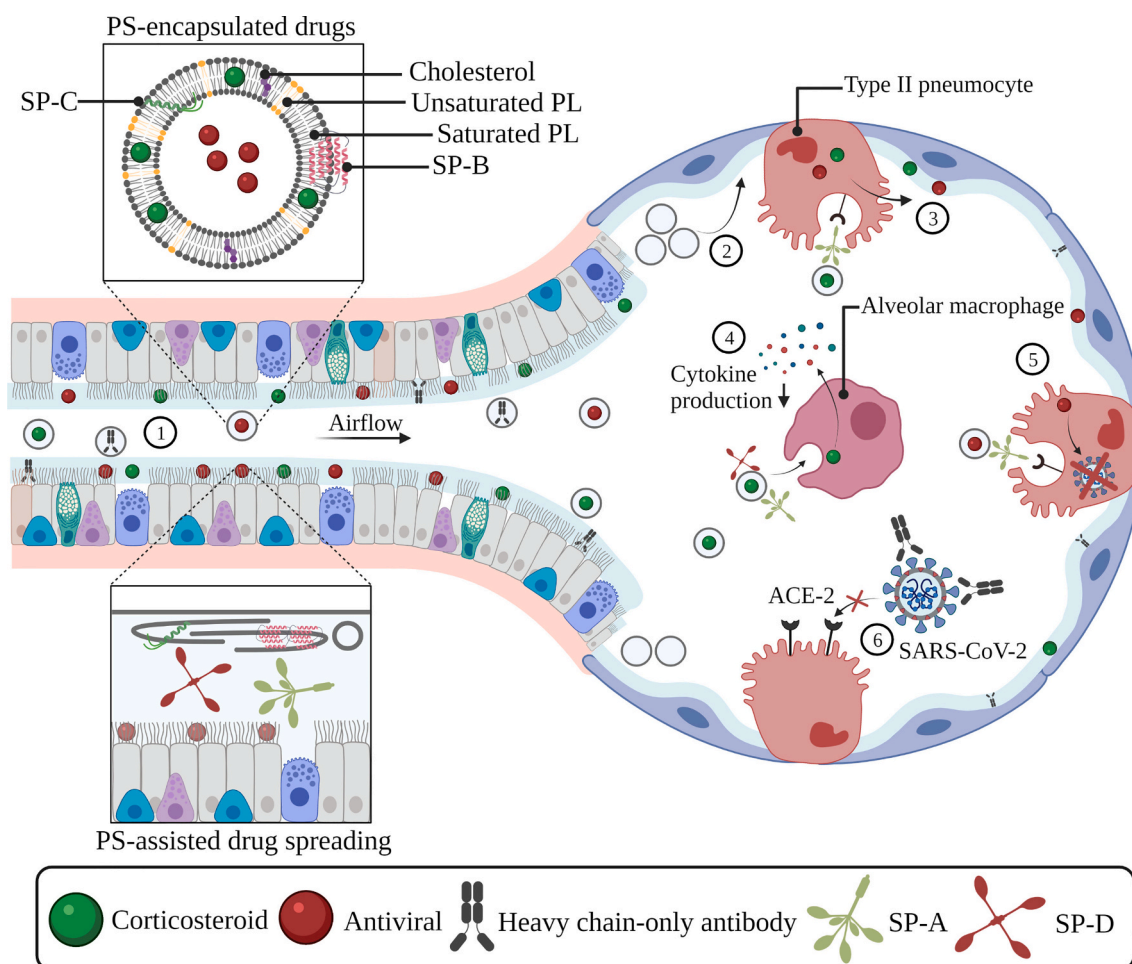 PS-encapsulated drugs
SP-C
Cholesterol
Unsaturated PL
Saturated PL
SP-B
Type II pneumocyte
2
3
Alveolar macrophage
4
Cytokine
production
5
1
Airflow
ACE-2
6
SARS-CoV-2
PS-assisted drug spreading
Corticosteroid
Antiviral
Heavy chain-only antibody
SP-A
SP-D